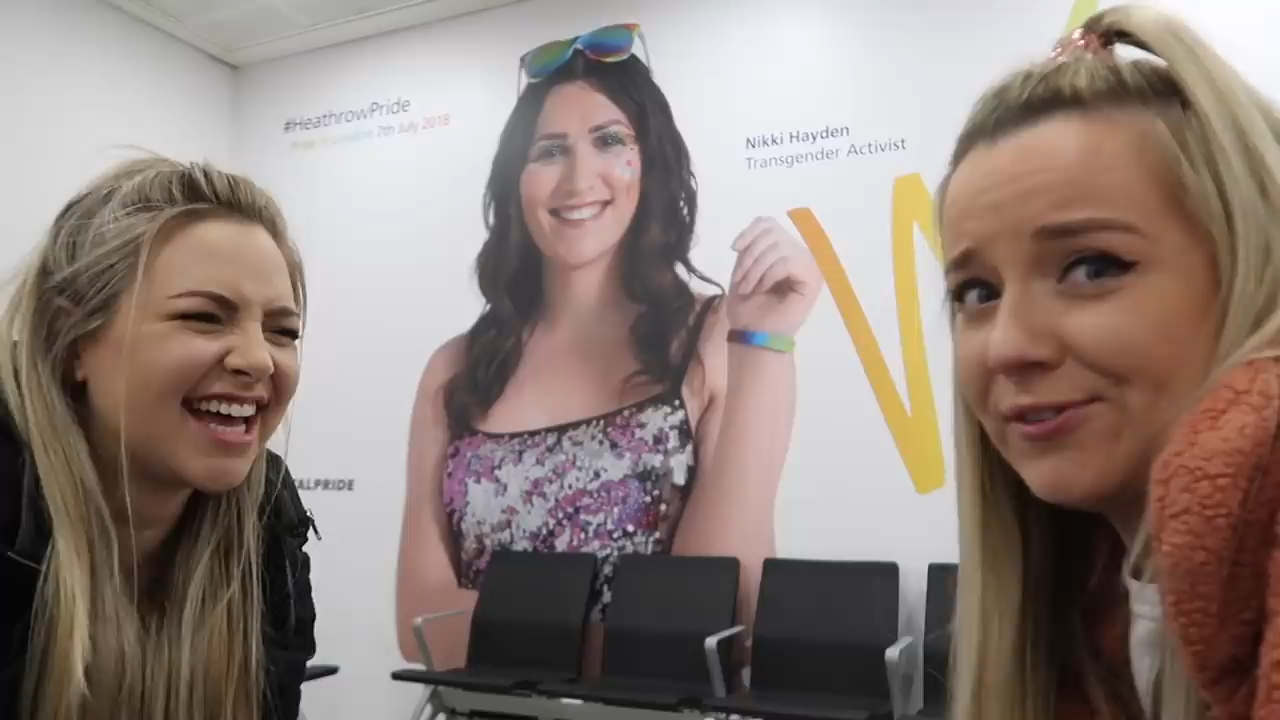 #HeathrowPride
Pride in London 7th July 2018
Nikki Hayden
Transgender Activist
W
ALPRIDE